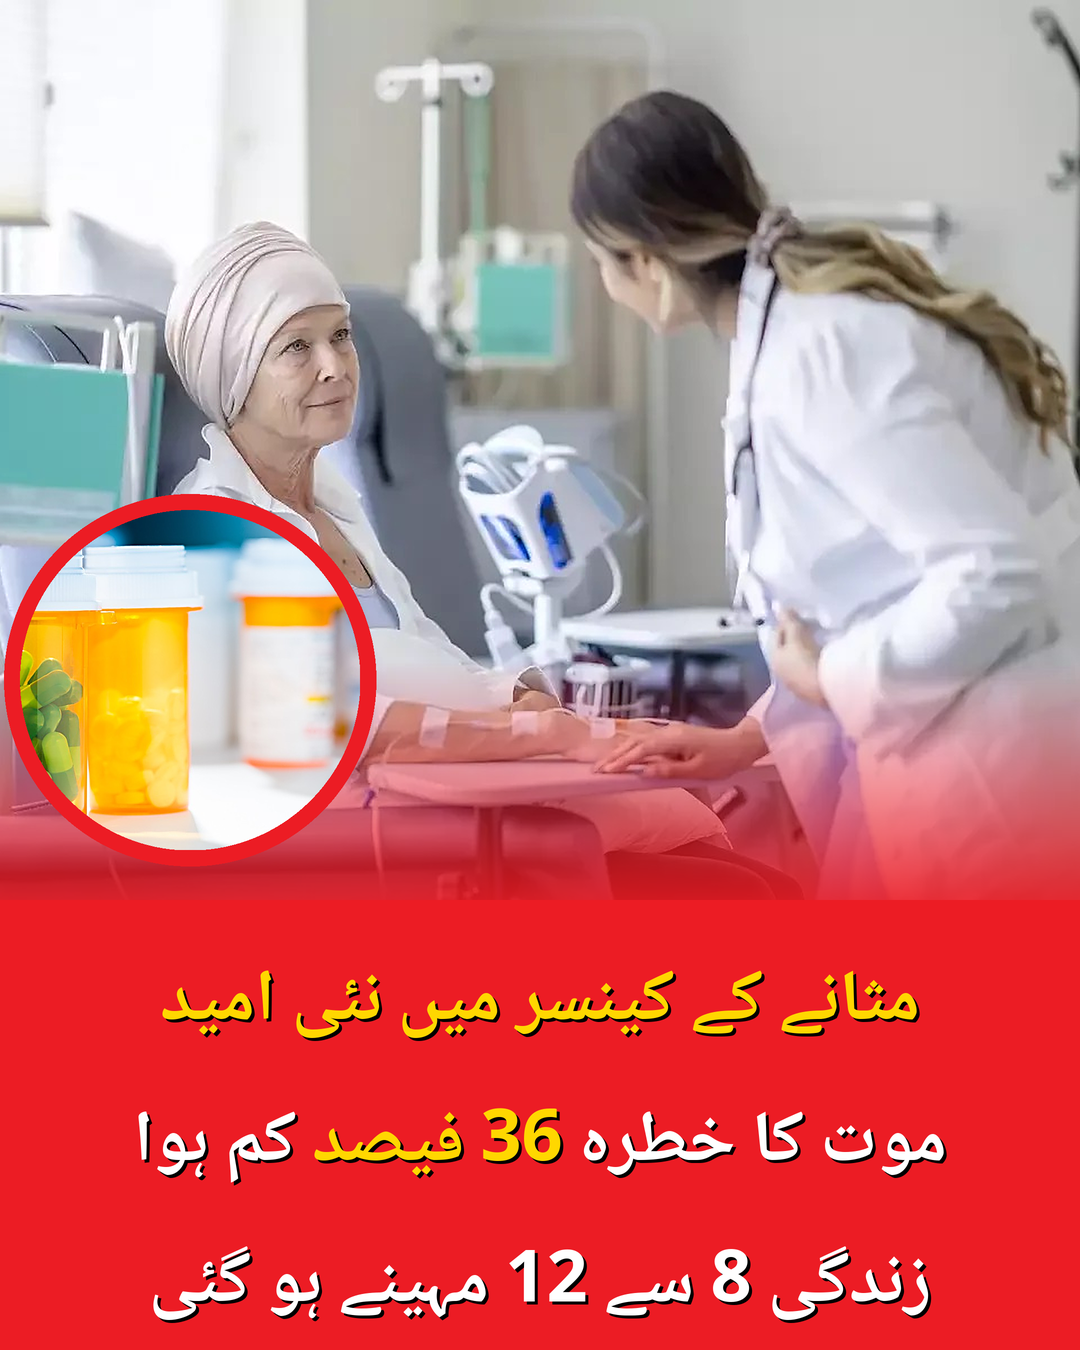 مثانے کے کینسر میں نئی امید
موت کا خطرہ 36 فیصد کم ہوا
زندگی 8 سے 12 مہینے ہو گئی